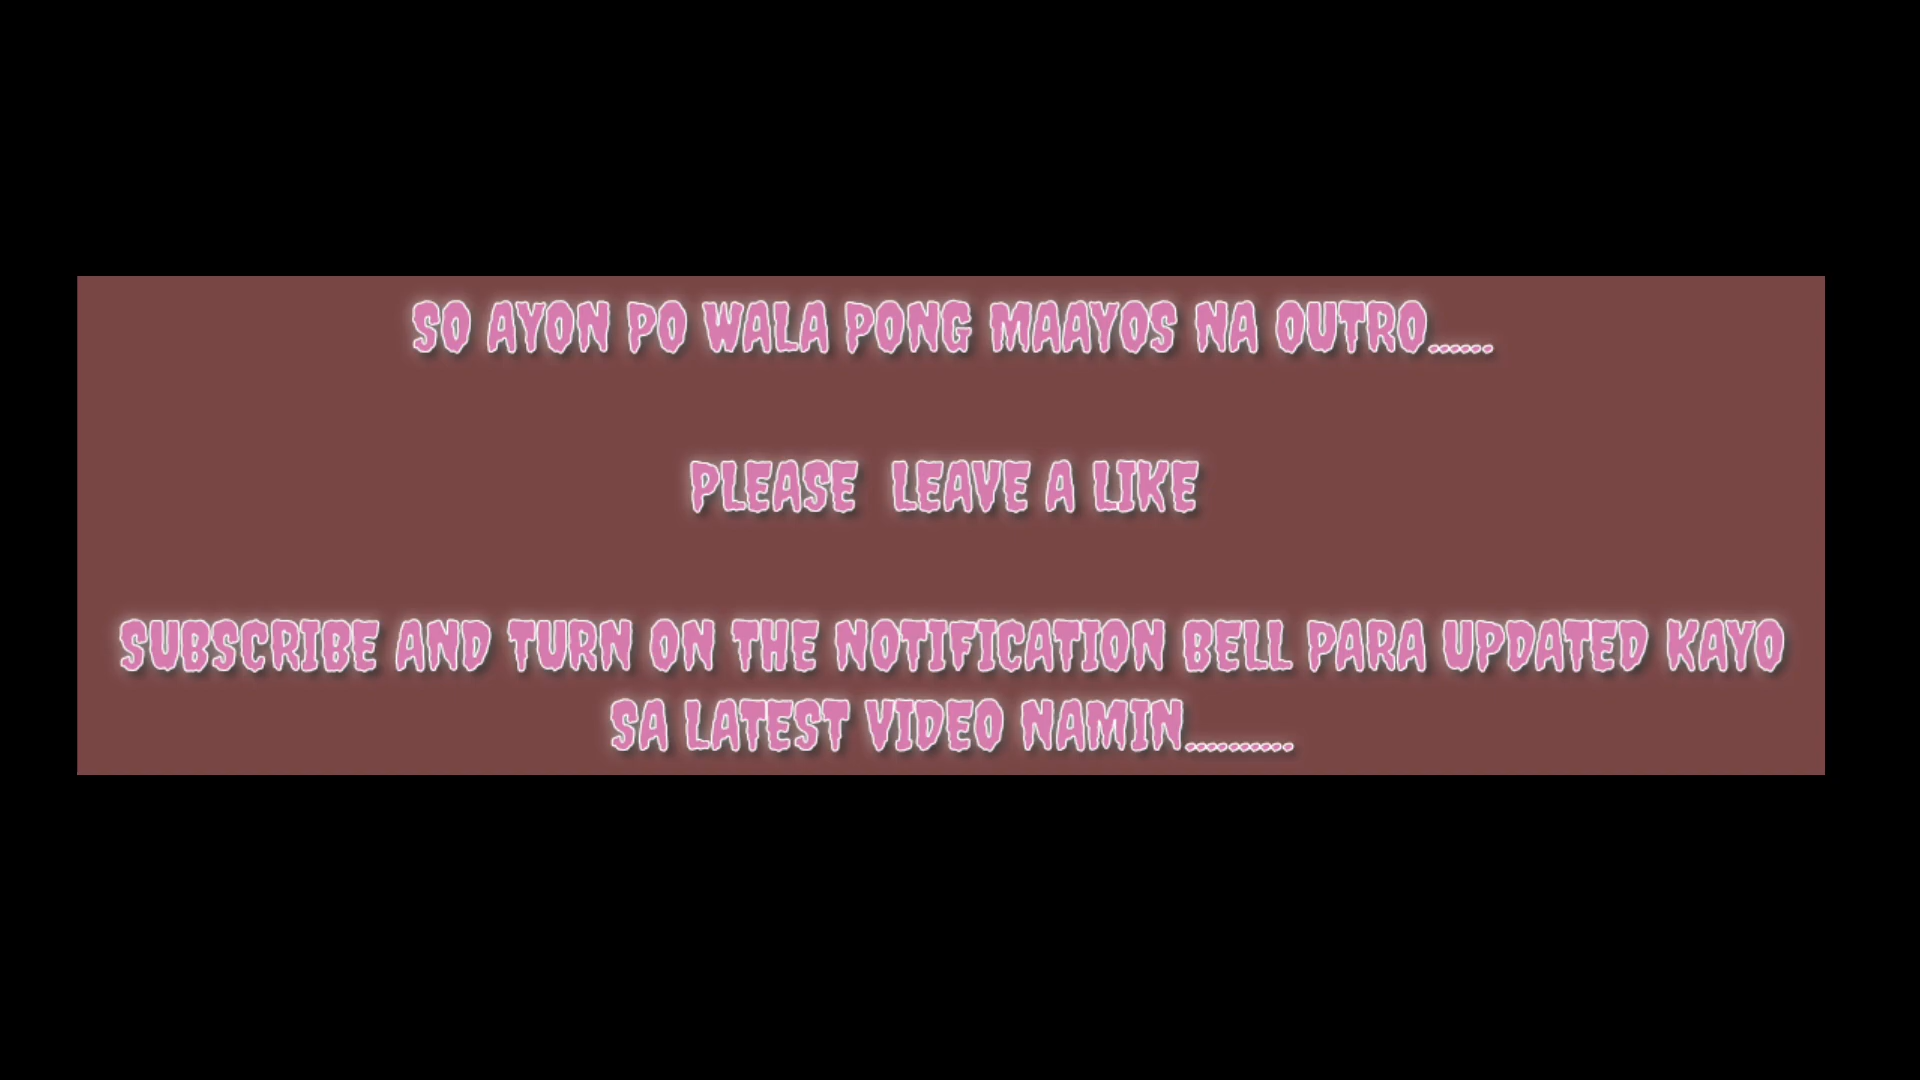 SO AYON PO WALA PONG MAAYOS NA OUTRO......
PLEASE  LEAVE A LIKE
SUBSCRIBE AND TURN ON THE NOTIFICATION BELL PARA UPDATED KAYO
SA LATEST VIDEO NAMIN..........